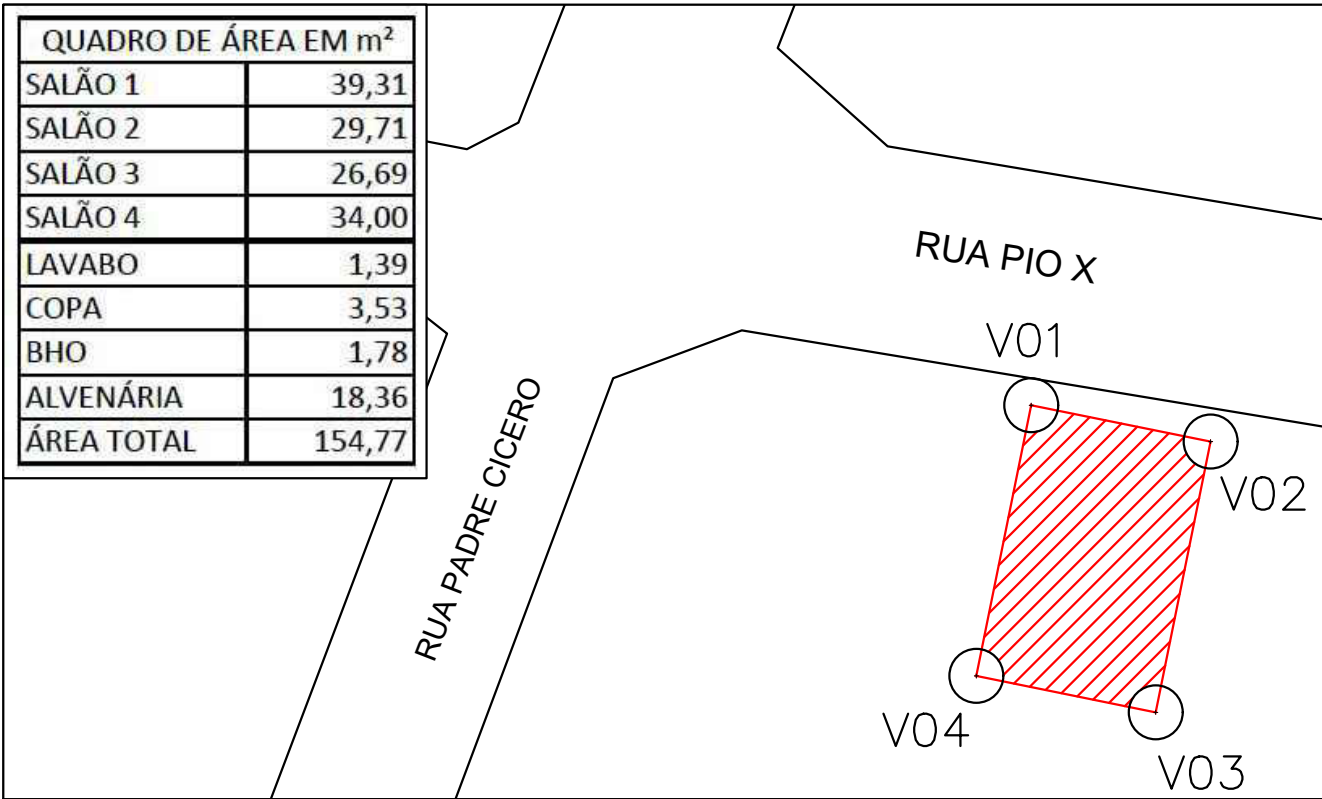 QUADRO DE ÁREA EM m²
SALÃO 1 39,31
SALÃO 2 29,71
SALÃO 3 26,69
SALÃO 4 34,00
LAVABO 1,39
COPA 3,53
BHO 1,78
ALVENÁRIA 18,36
ÁREA TOTAL 154,77
RUA PIO X
V01
RUA PADRE CICERO
V02
V04
V03